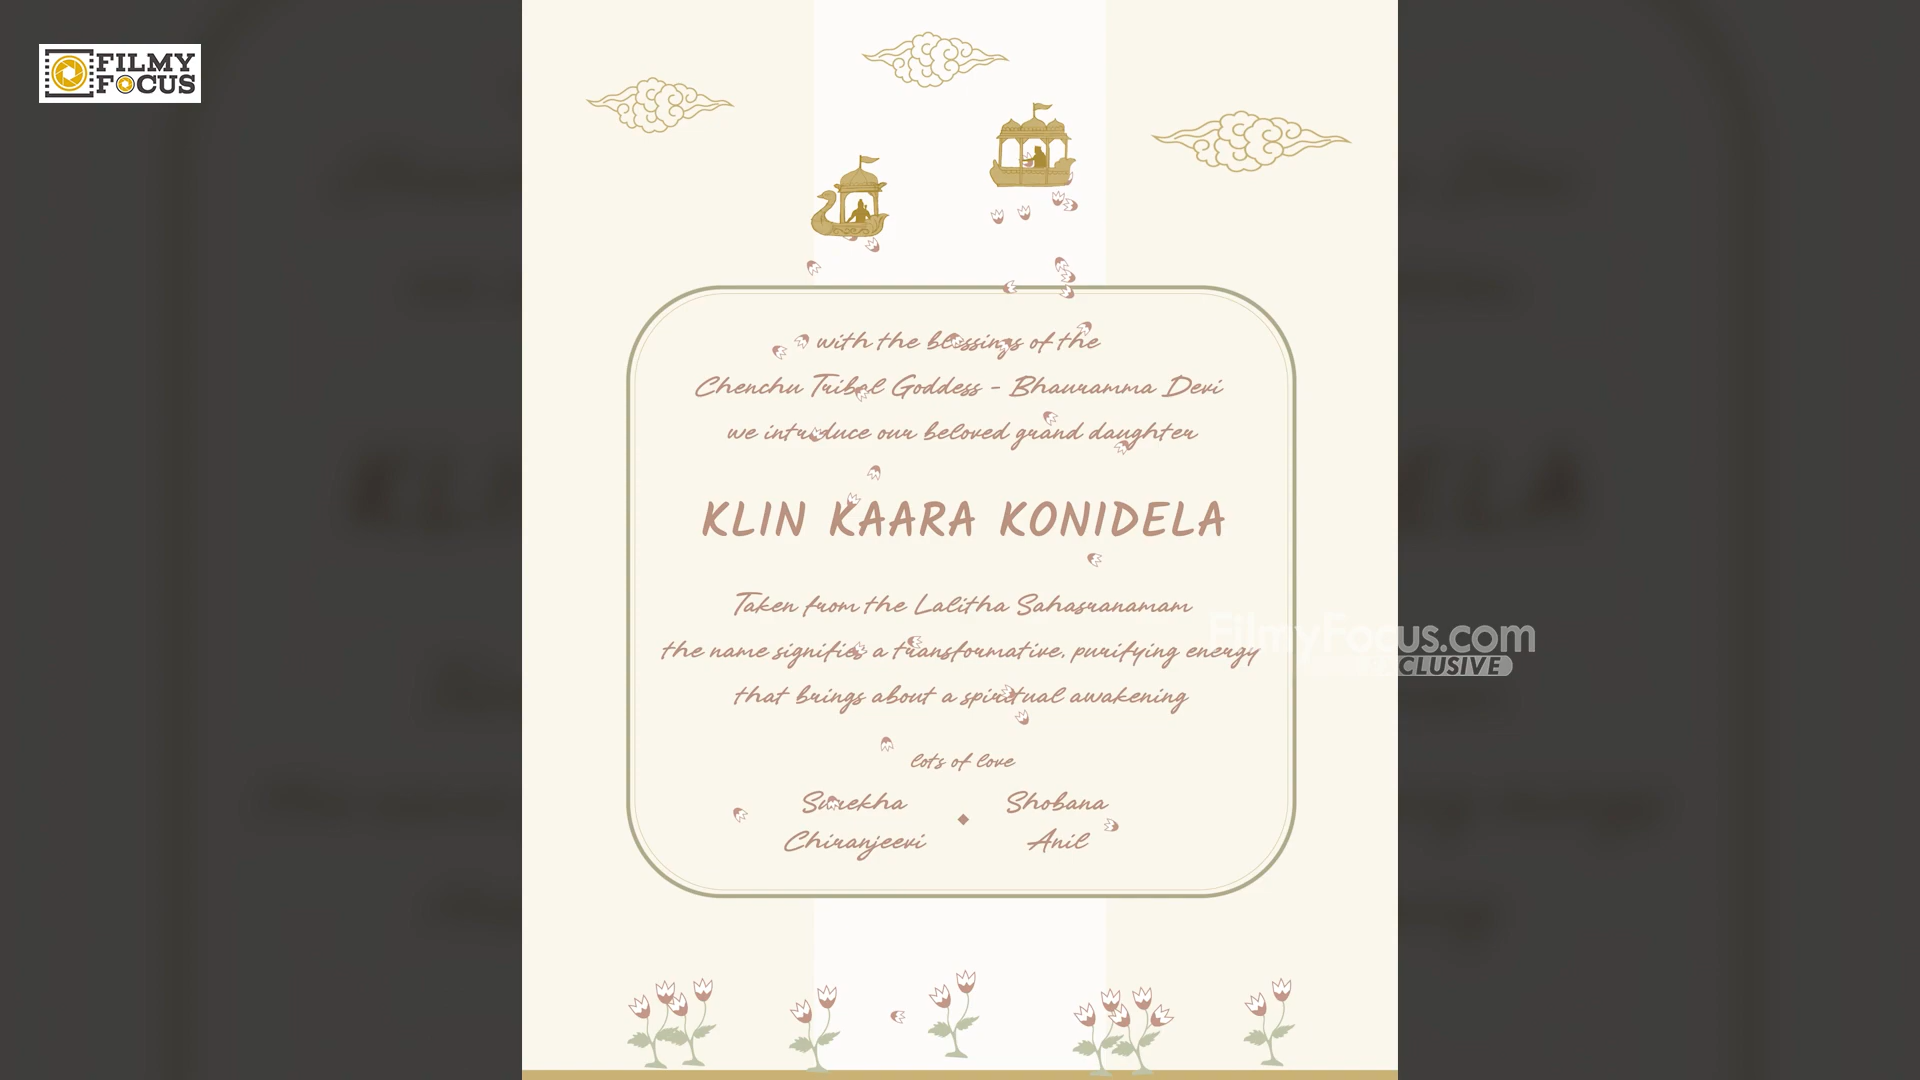 FILMY
FOCUS
with the blessings of the
Chenchu Tribal Goddess - Bhauramma Devi
we introduce our beloved grand daughter
KLIN KAARA KONIDELA
Taken from the Lalitha Sahasranamam
the name signifies a transformative, purifying energy
that brings about a spiritual awakening
lots of love
Surekha
Chiranjeevi
Shobana
Anil
FilmyFocus.com
EXCLUSIVE